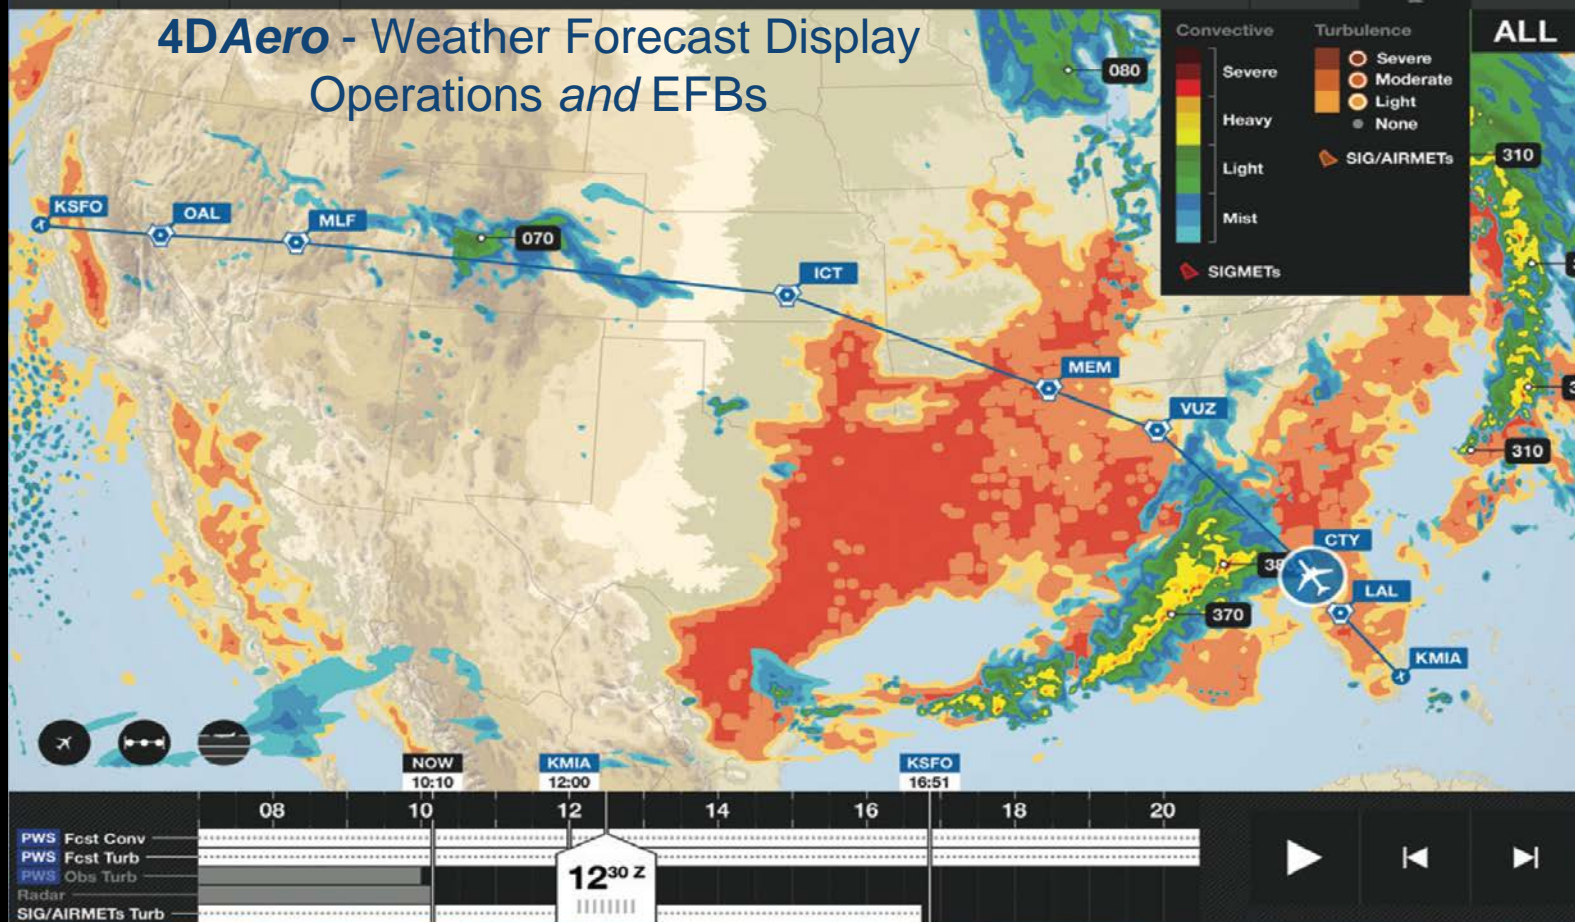 4DAero - Weather Forecast Display
Operations and EFBs
Convective
Severe
Heavy
Light
Mist
SIGMETs
Turbulence
Severe
Moderate
Light
None
SIG/AIRMETs
ALL
080
310
KSFO
OAL
MLF
070
ICT
MEM
VUZ
310
CTY
370
LAL
KMIA
NOW
10:10
KMIA
12:00
KSFO
16:51
08 10 12 14 16 18 20
PWS Fcst Conv
PWS Fcst Turb
PWS Obs Turb
Radar
SIG/AIRMETs Turb
12 30 Z